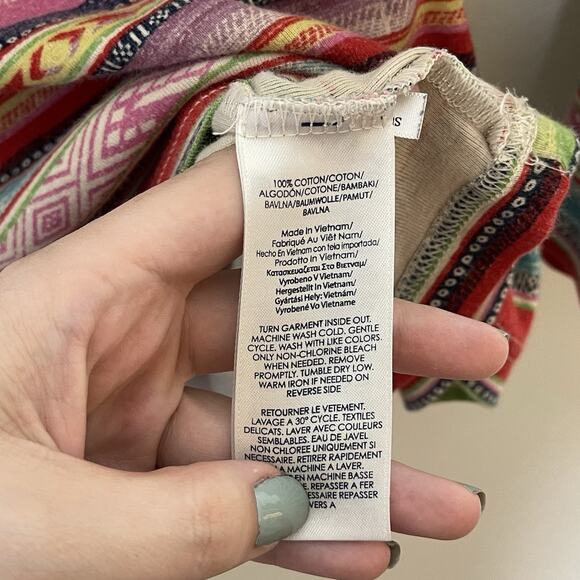 100% COTTON/COTON/
ALGODÓN/COTONE/BAMBAKI/
BAVLNA/BAUMWOLLE/PAMUT/
BAVLNA
Made in Vietnam/
Fabriqué Au Viêt Nam/
Hecho En Vietnam con tela importada/
Prodotto in Vietnam/
Κατασκευαζεται Στο Βιετναμ/
Vyrobeno V Vietnam/
Hergestellt In Vietnam/
Gyártási Hely: Vietnám/
Vyrobené Vo Vietname
TURN GARMENT INSIDE OUT.
MACHINE WASH COLD. GENTLE
CYCLE. WASH WITH LIKE COLORS.
ONLY NON-CHLORINE BLEACH
WHEN NEEDED. REMOVE
PROMPTLY. TUMBLE DRY LOW.
WARM IRON IF NEEDED ON
REVERSE SIDE
RETOURNER LE VETEMENT.
LAVAGE A 30° CYCLE. TEXTILES
DELICATS. LAVER AVEC COULEURS
SEMBLABLES. EAU DE JAVEL
NON CHLOREE UNIQUEMENT SI
NECESSAIRE. RETIRER RAPIDEMENT
A MACHINE A LAVER.
EN MACHINE BASSE
REPASSER A FER
REPASSER
VERS A